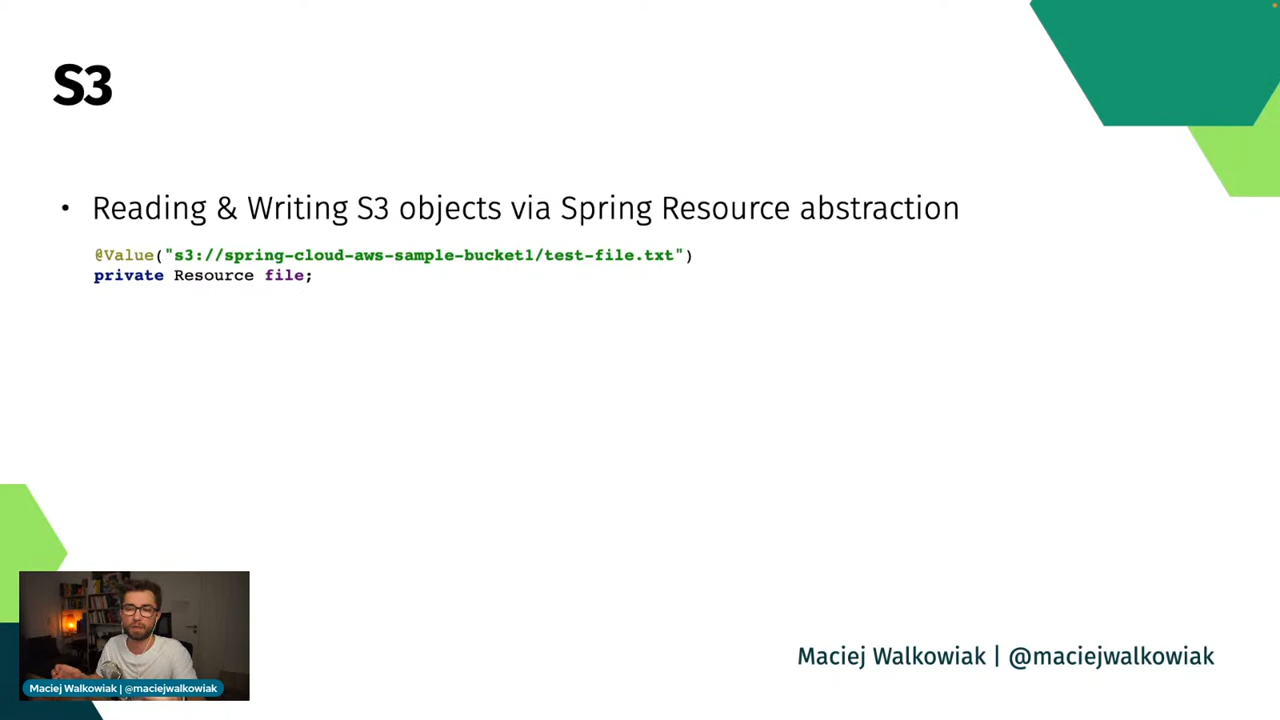 S3
• Reading & Writing S3 objects via Spring Resource abstraction
@Value("s3://spring-cloud-aws-sample-bucket1/test-file.txt")
private Resource file;
Maciej Walkowiak | @maciejwalkowiak
Maciej Walkowiak | @maciejwalkowiak